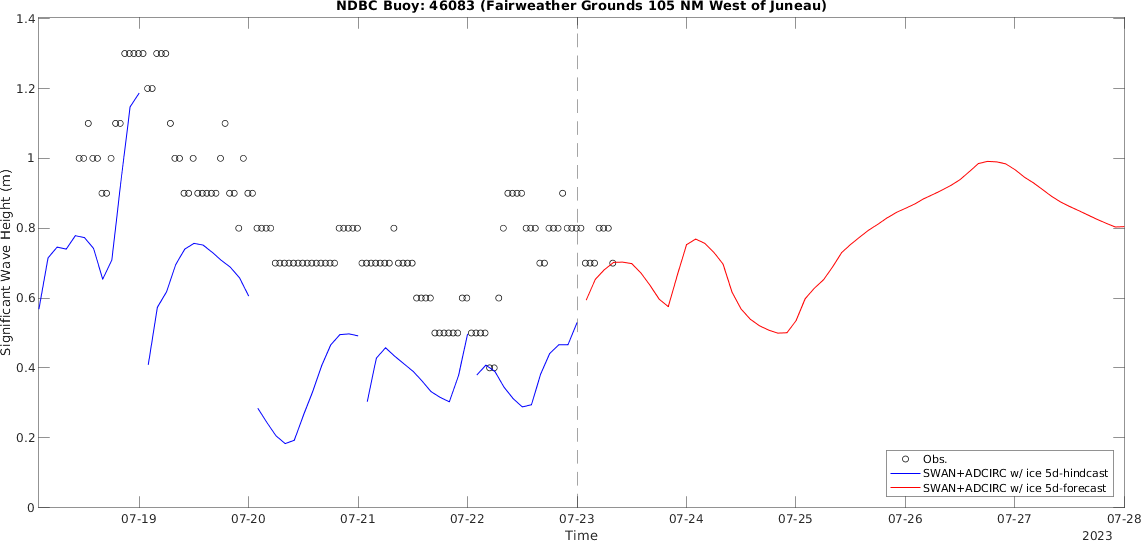 NDBC Buoy: 46083 (Fairweather Grounds 105 NM West of Juneau)
1.4
1.2
1
0.8
0.6
0.4
0.2
0
Significant Wave Height (m)
Obs.
SWAN+ADCIRC w/ ice 5d-hindcast
SWAN+ADCIRC w/ ice 5d-forecast
07-19 07-20 07-21 07-22 07-23 07-24 07-25 07-26 07-27 07-28
Time
2023